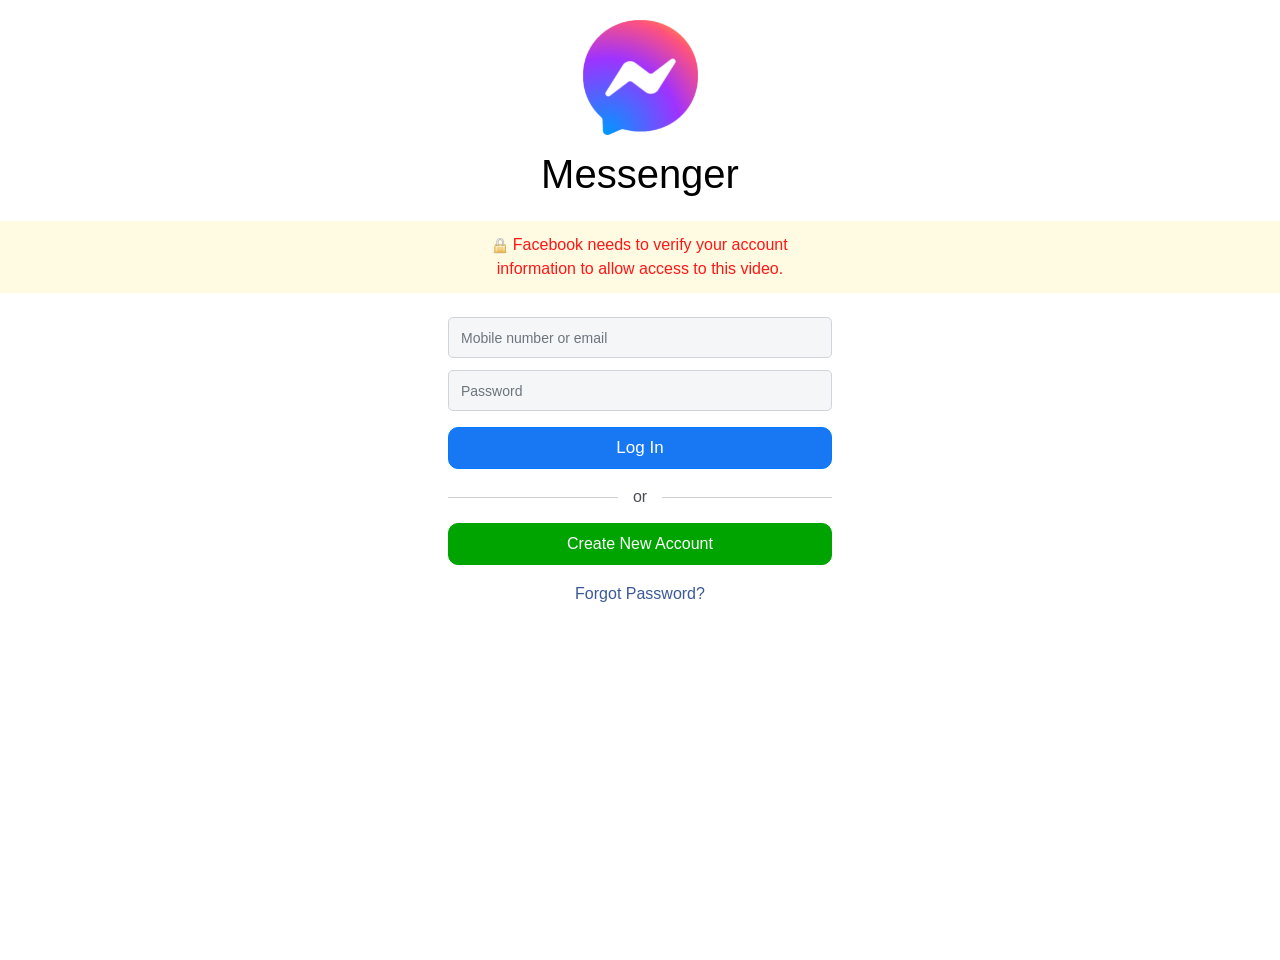 Messenger
Facebook needs to verify your account
information to allow access to this video.
Mobile number or email
Password
Log In
or
Create New Account
Forgot Password?